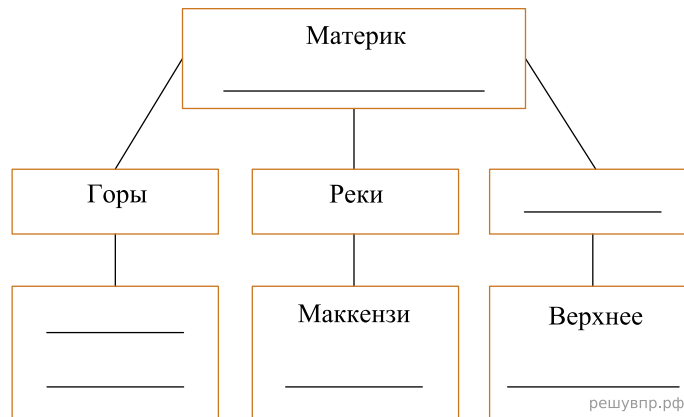 Материк
Горы
Реки
Маккензи
Верхнее
решувпр.рф